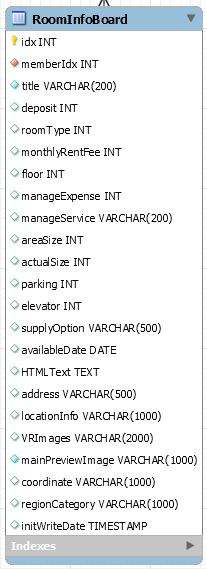 RoomInfoBoard
idx INT
memberIdx INT
title VARCHAR(200)
deposit INT
roomType INT
monthlyRentFee INT
floor INT
manageExpense INT
manageService VARCHAR(200)
areaSize INT
actualSize INT
parking INT
elevator INT
supplyOption VARCHAR(500)
availableDate DATE
HTMLText TEXT
address VARCHAR(500)
locationInfo VARCHAR(1000)
VRImages VARCHAR(2000)
mainPreviewImage VARCHAR(1000)
coordinate VARCHAR(1000)
regionCategory VARCHAR(1000)
initWriteDate TIMESTAMP
Indexes